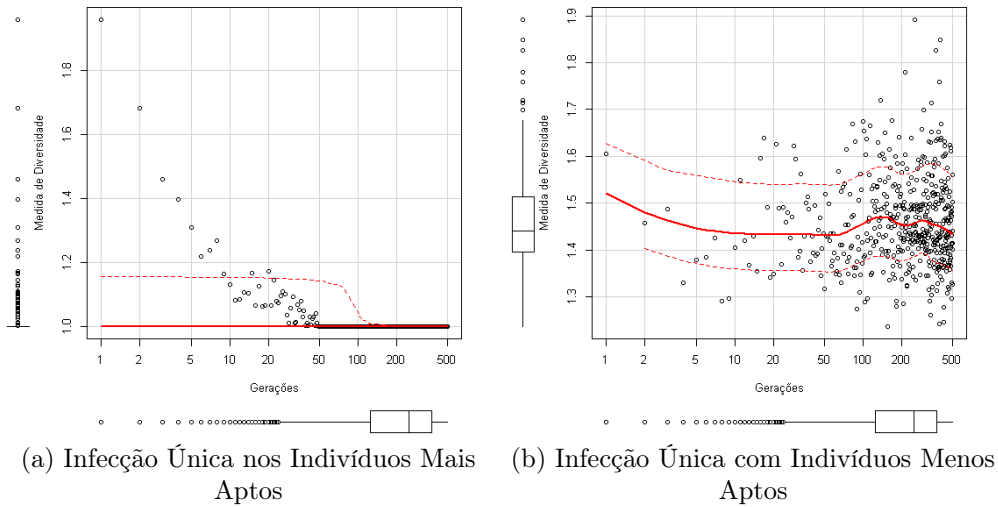 1.0
1.2
1.4
1.6
1.8
Medida de Diversidade
1 2 5 10 20 50 100 200 500
Gerações
(a) Infecção Única nos Indivíduos Mais
Aptos
1.3
1.4
1.5
1.6
1.7
1.8
1.9
Medida de Diversidade
1 2 5 10 20 50 100 200 500
Gerações
(b) Infecção Única com Indivíduos Menos
Aptos